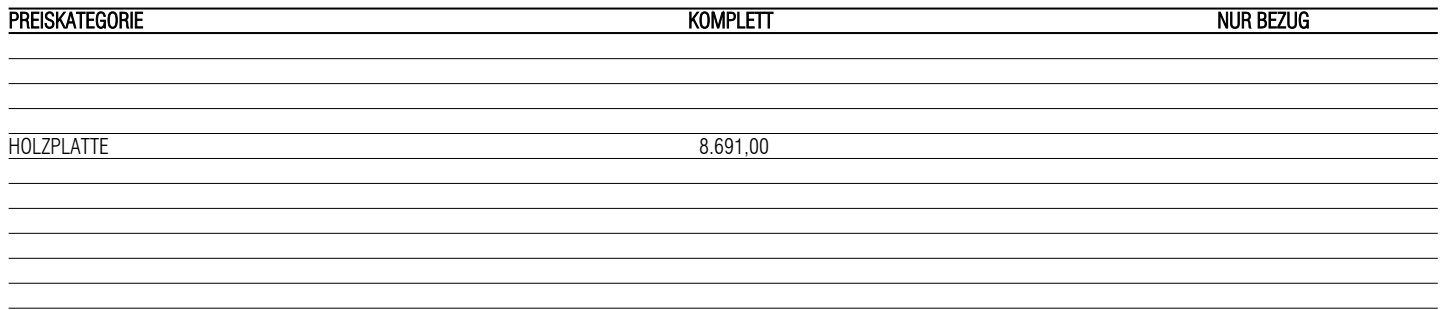 PREISKATEGORIE KOMPLETT NUR BEZUG
HOLZPLATTE 8.691,00